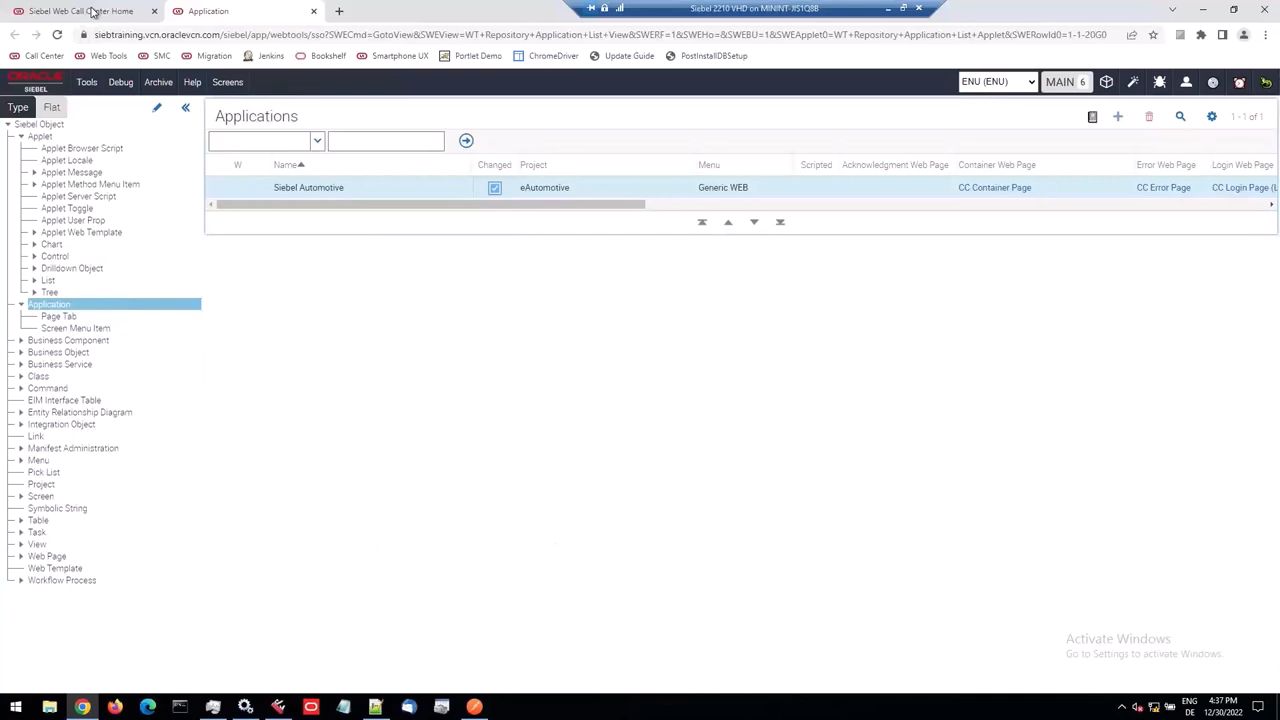 Siebel Web Call Center Home
Application
Siebel 2210 VHD on MININT-JIS1Q8B
siebtraining.vcn.oraclevcn.com/siebel/app/webtools/sso?SWECmd=GotoView&SWEView=WT+Repository+Application+List+View&SWERF=1&SWEHo=&SWEBU=1&SWEApplet0=WT+Repository+Application+List+Applet&SWERowId0=1-1-20G0
Call Center Web Tools SMC Migration Jenkins Bookshelf Smartphone UX Portlet Demo ChromeDriver Update Guide PostInstallDBSetup
ORACLE
SIEBEL
Tools Debug Archive Help Screens
ENU (ENU) MAIN 6
Type Flat
Siebel Object
Applet
Applet Browser Script
Applet Locale
Applet Message
Applet Method Menu Item
Applet Server Script
Applet Toggle
Applet User Prop
Applet Web Template
Chart
Control
Drilldown Object
List
Tree
Application
Page Tab
Screen Menu Item
Business Component
Business Object
Business Service
Class
Command
EIM Interface Table
Entity Relationship Diagram
Integration Object
Link
Manifest Administration
Menu
Pick List
Project
Screen
Symbolic String
Table
Task
View
Web Page
Web Template
Workflow Process
Applications
1 - 1 of 1
W Name Changed Project Menu Scripted Acknowledgment Web Page Container Web Page Error Web Page Login Web Page
Siebel Automotive eAutomotive Generic WEB CC Container Page CC Error Page CC Login Page (L
Activate Windows
Go to Settings to activate Windows.
ENG
DE
4:37 PM
12/30/2022